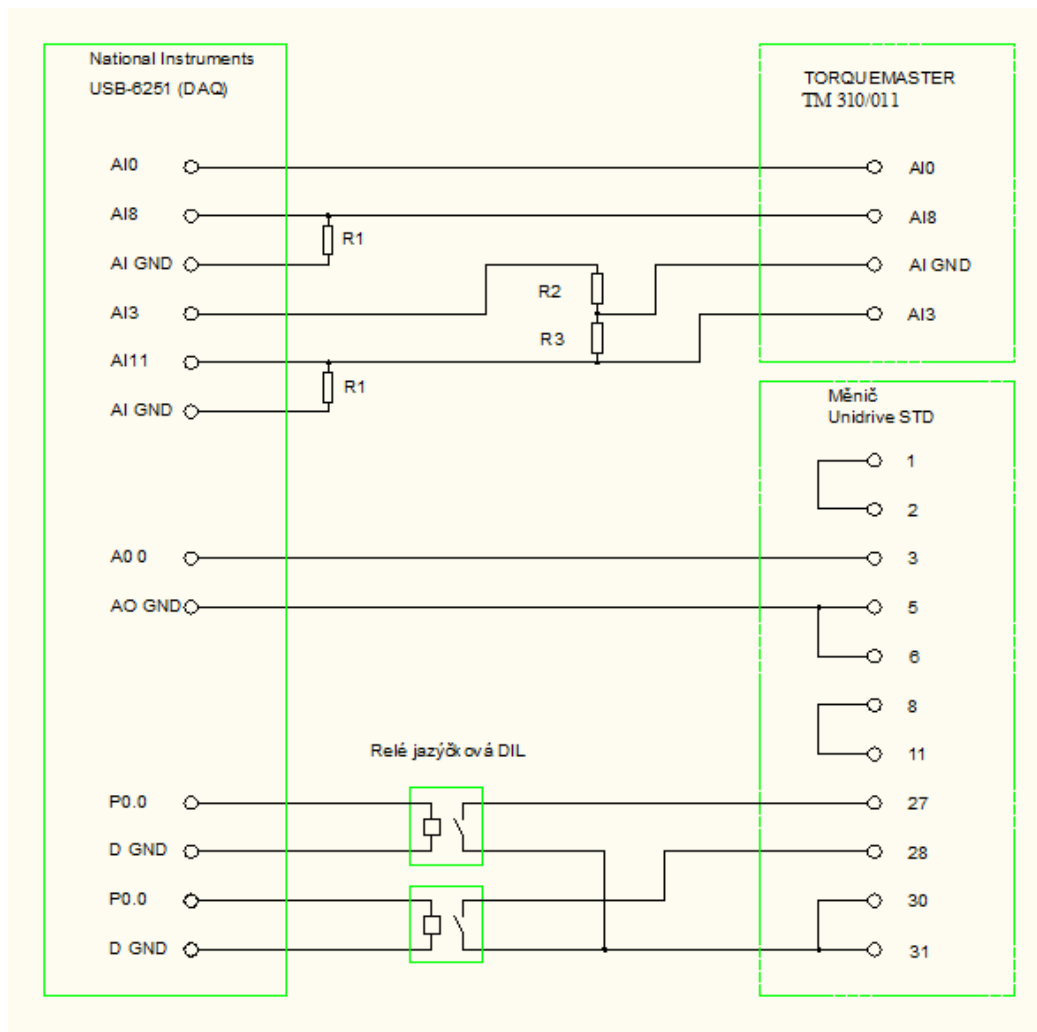 National Instruments
USB-6251 (DAQ)
TORQUEMASTER
TM 310/011
AI0
AI0
AI8
AI8
R1
AI GND
AI GND
R2
AI3
AI3
R3
AI11
R1
AI GND
Měnič
Unidrive STD
1
2
A0 0
3
AO GND
5
6
8
Relé jazýčková DIL
11
P0.0
27
D GND
28
P0.0
30
D GND
31